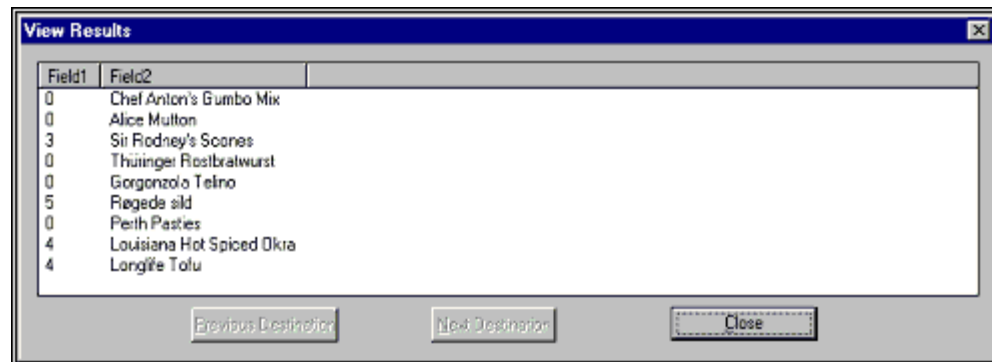 View Results
Field1 Field2
0 Chef Anton's Gumbo Mix
0 Alice Mutton
3 Sir Rodney's Scones
0 Thüringer Rostbratwurst
0 Gorgonzola Telino
5 Røgede sild
0 Perth Pasties
4 Louisiana Hot Spiced Okra
4 Longlife Tofu
Previous Destination Next Destination Close